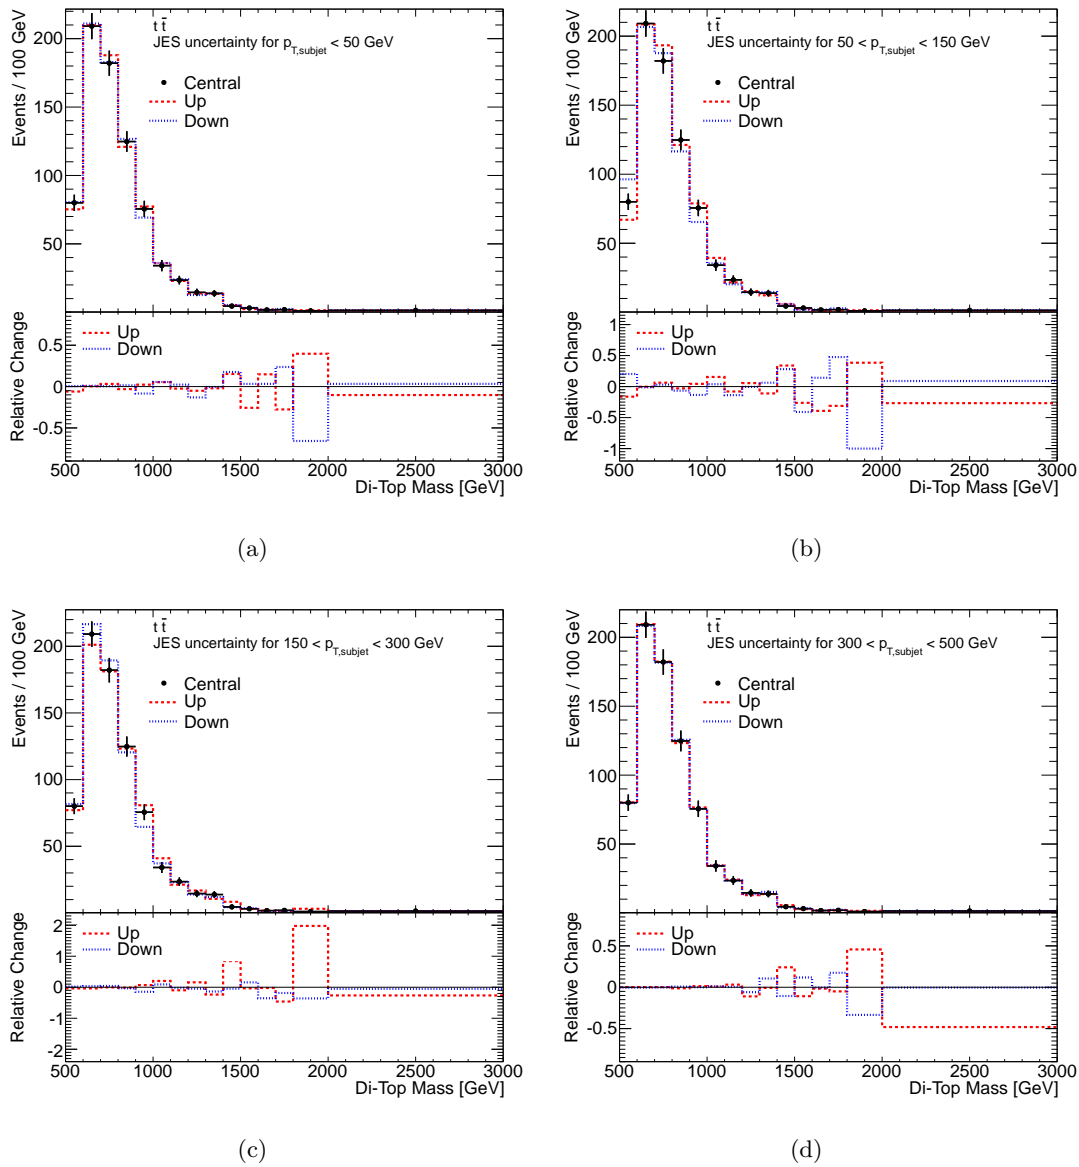 t t̄
JES uncertainty for p_T,subjet < 50 GeV
Central
Up
Down
Events / 100 GeV
200
150
100
50
Up
Down
Relative Change
0.5
0
-0.5
500 1000 1500 2000 2500 3000
Di-Top Mass [GeV]
(a)
t t̄
JES uncertainty for 50 < p_T,subjet < 150 GeV
Central
Up
Down
Events / 100 GeV
200
150
100
50
Up
Down
Relative Change
1
0.5
0
-0.5
-1
500 1000 1500 2000 2500 3000
Di-Top Mass [GeV]
(b)
t t̄
JES uncertainty for 150 < p_T,subjet < 300 GeV
Central
Up
Down
Events / 100 GeV
200
150
100
50
Up
Down
Relative Change
2
1
0
-1
-2
500 1000 1500 2000 2500 3000
Di-Top Mass [GeV]
(c)
t t̄
JES uncertainty for 300 < p_T,subjet < 500 GeV
Central
Up
Down
Events / 100 GeV
200
150
100
50
Up
Down
Relative Change
0.5
0
-0.5
500 1000 1500 2000 2500 3000
Di-Top Mass [GeV]
(d)